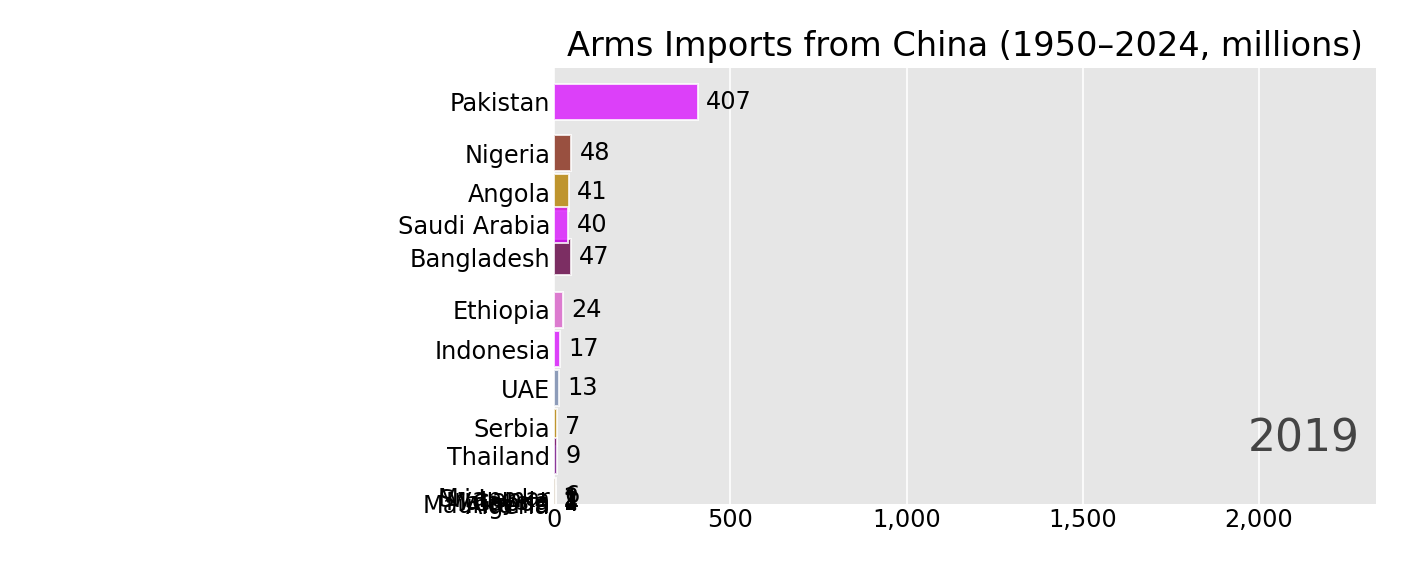 Arms Imports from China (1950–2024, millions)
Pakistan 407
Nigeria 48
Angola 41
Saudi Arabia 40
Bangladesh 47
Ethiopia 24
Indonesia 17
UAE 13
Serbia 7
2019
Thailand 9
0 500 1,000 1,500 2,000